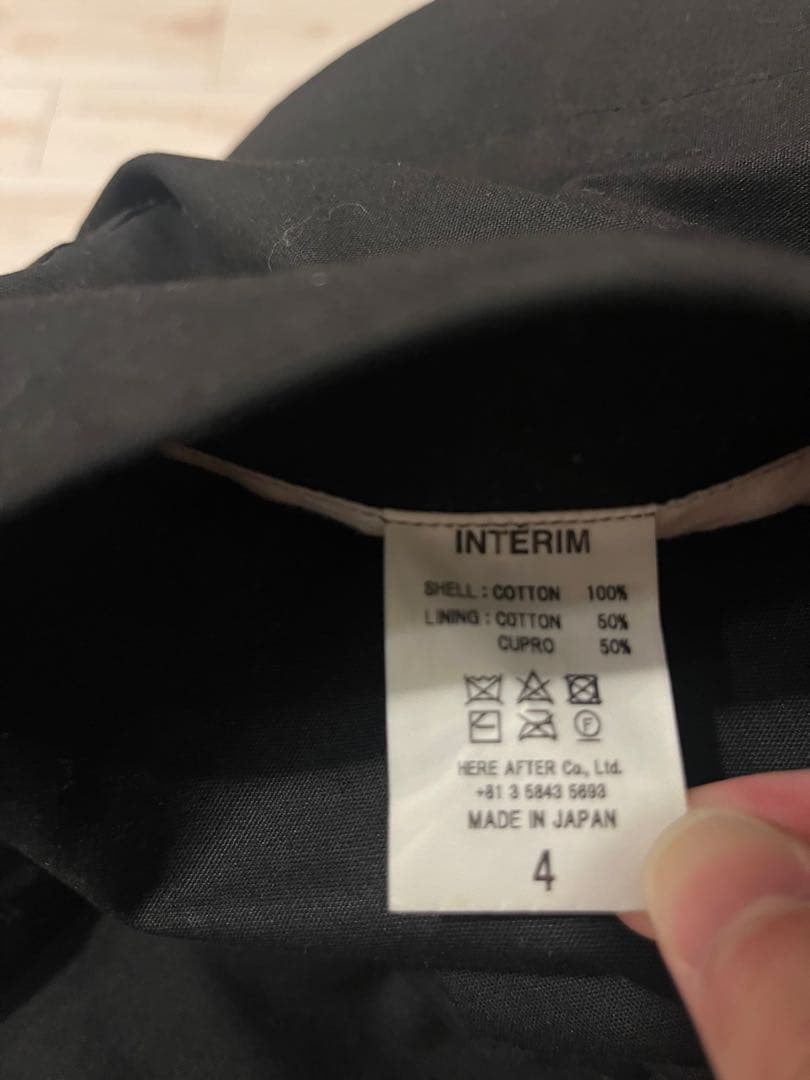 INTERIM
SHELL : COTTON 100%
LINING : COTTON 50%
CUPRO 50%
F
HERE AFTER Co., Ltd.
+81 3 5843 5693
MADE IN JAPAN
4